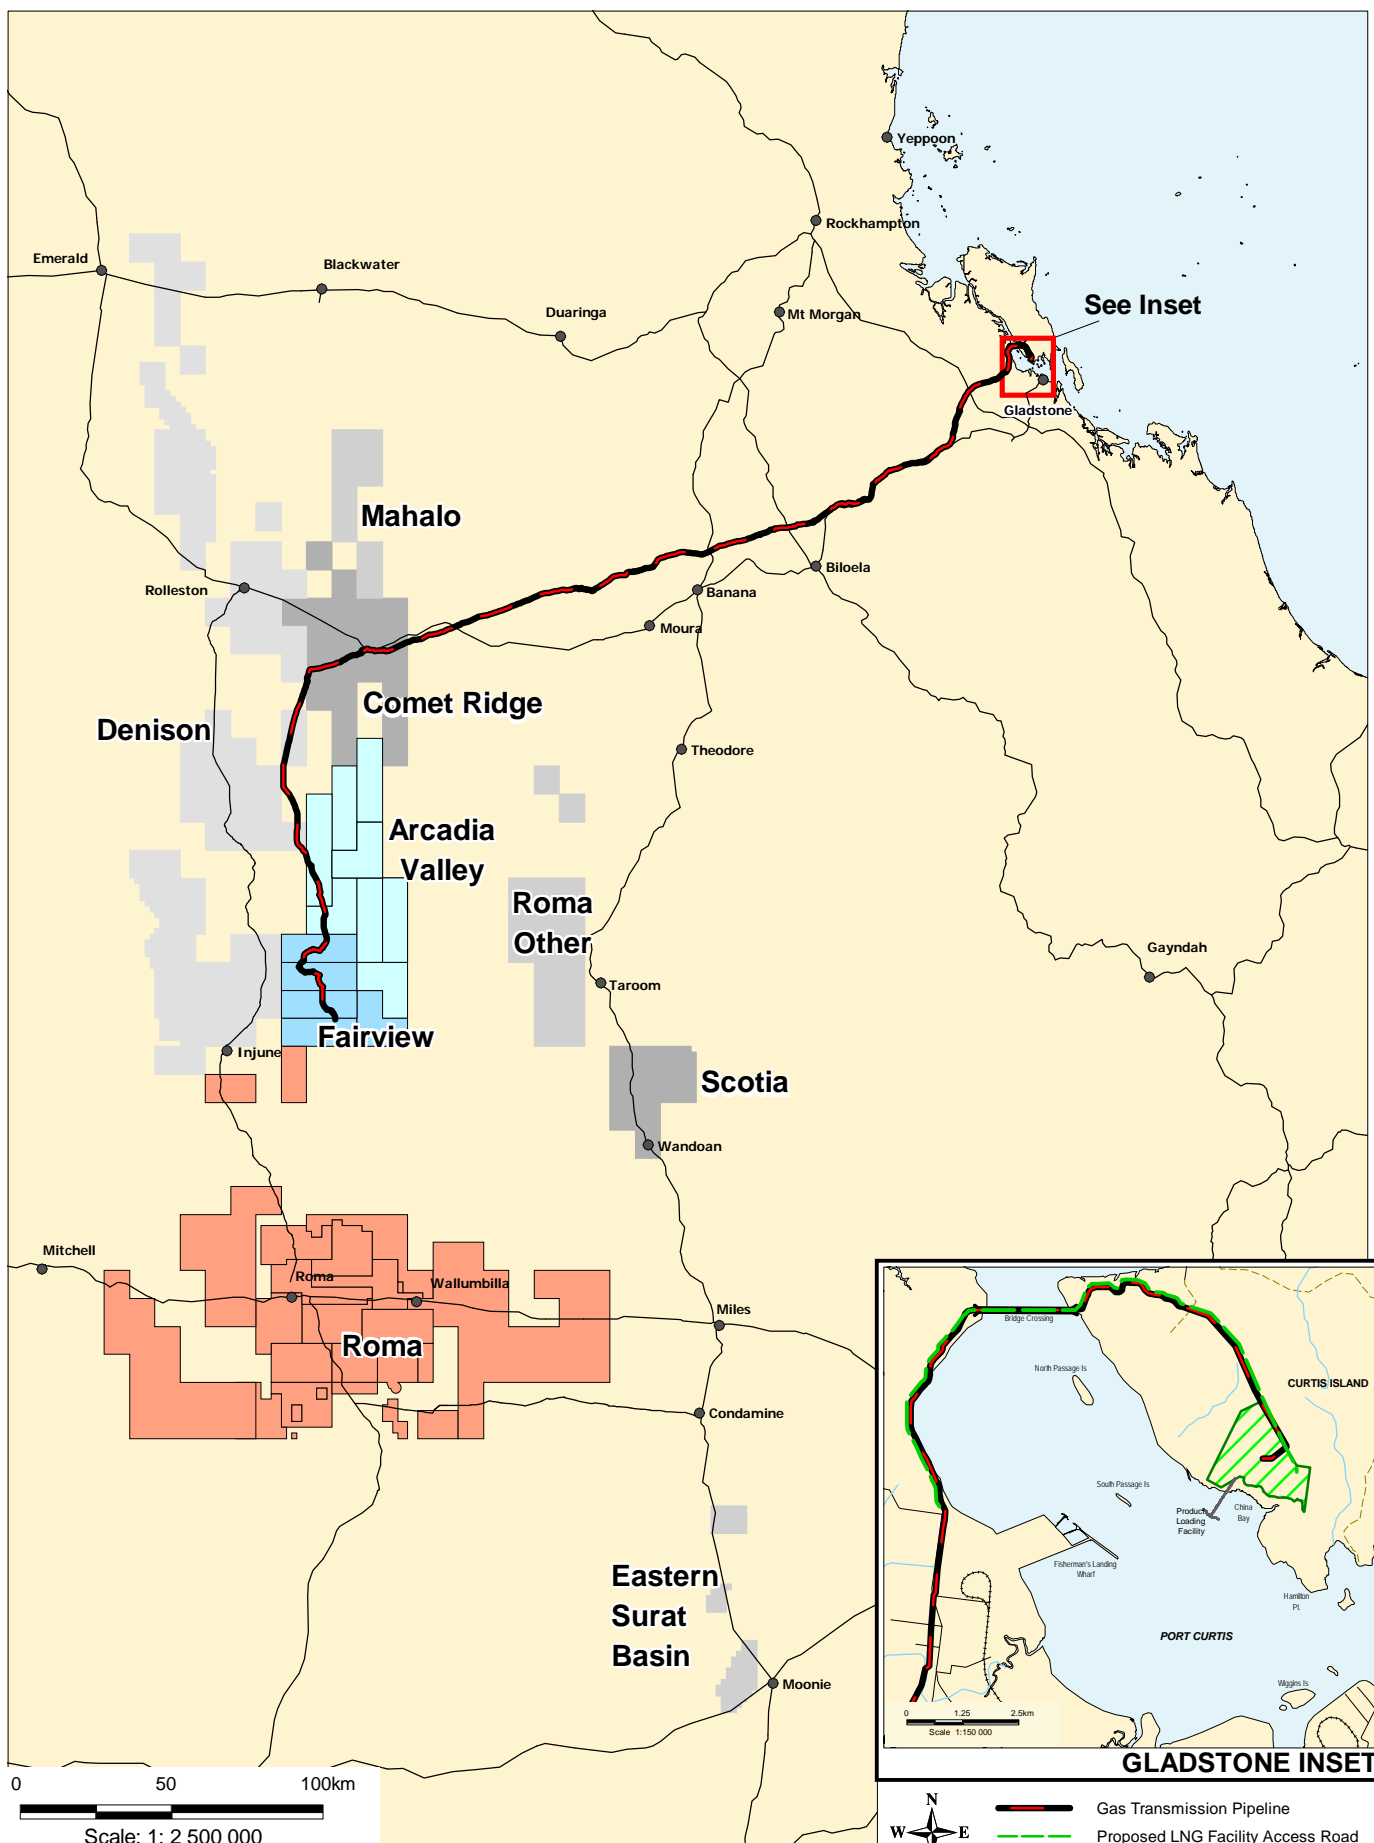 Yeppoon
Rockhampton
Emerald
Blackwater
Duaringa
Mt Morgan
See Inset
Gladstone
Mahalo
Rolleston
Biloela
Banana
Moura
Comet Ridge
Denison
Theodore
Arcadia
Valley
Roma
Other
Gayndah
Taroom
Fairview
Injune
Scotia
Wandoan
Mitchell
Roma
Wallumbilla
Miles
Roma
Condamine
Eastern
Surat
Basin
Moonie
Bridge Crossing
North Passage Is
CURTIS ISLAND
South Passage Is
Product
Loading
Facility
China
Bay
Fisherman's Landing
Wharf
Hamilton
Pt.
PORT CURTIS
Wiggins Is
0 1.25 2.5km
Scale 1:150 000
GLADSTONE INSET
0 50 100km
Scale: 1: 2 500 000
N
W E
Gas Transmission Pipeline
Proposed LNG Facility Access Road